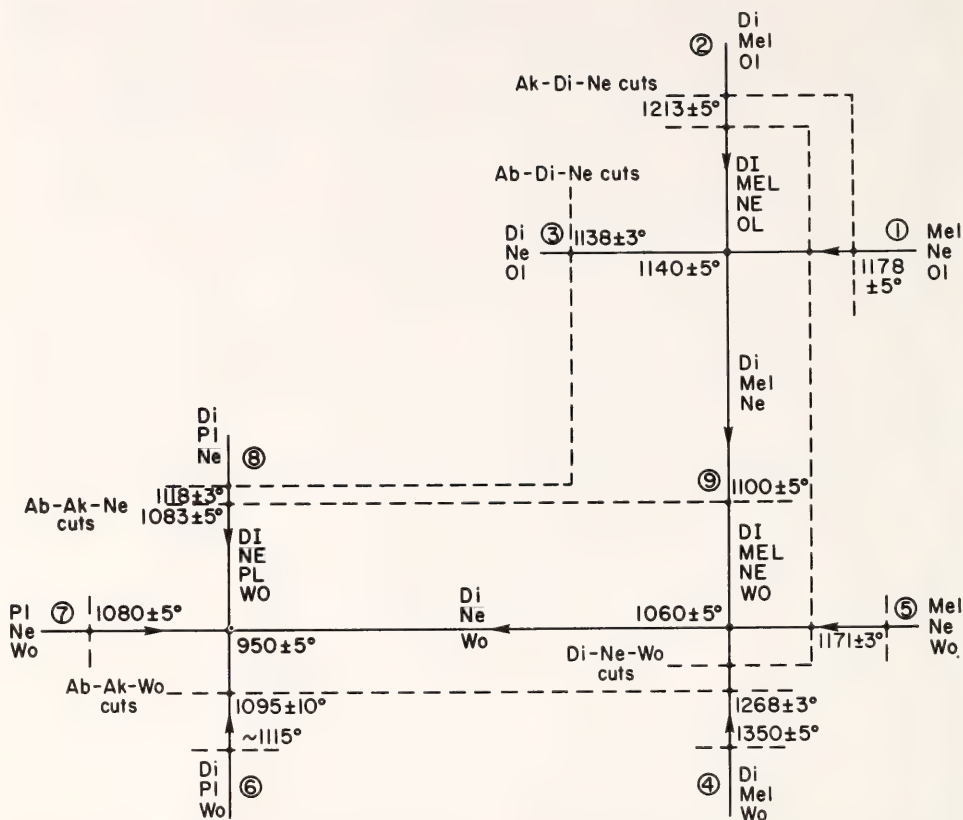 Di
Mel
Ol
②
Ak-Di-Ne cuts
1213±5°
Ab-Di-Ne cuts
DI
MEL
NE
OL
Di
Ne
Ol
③
1138±3°
1140±5°
①
Mel
Ne
Ol
1178
±5°
Di
Mel
Ne
Di
Pl
Ne
⑧
1118±3°
1083±5°
Ab-Ak-Ne
cuts
⑨
1100±5°
DI
NE
PL
WO
DI
MEL
NE
WO
Pl
Ne
Wo
⑦
1080±5°
950±5°
Di
Ne
Wo
1060±5°
⑤
Mel
Ne
Wo.
1171±3°
Di-Ne-Wo
cuts
Ab-Ak-Wo
cuts
1095±10°
1268±3°
~1115°
1350±5°
Di
Pl
Wo
⑥
④
Di
Mel
Wo